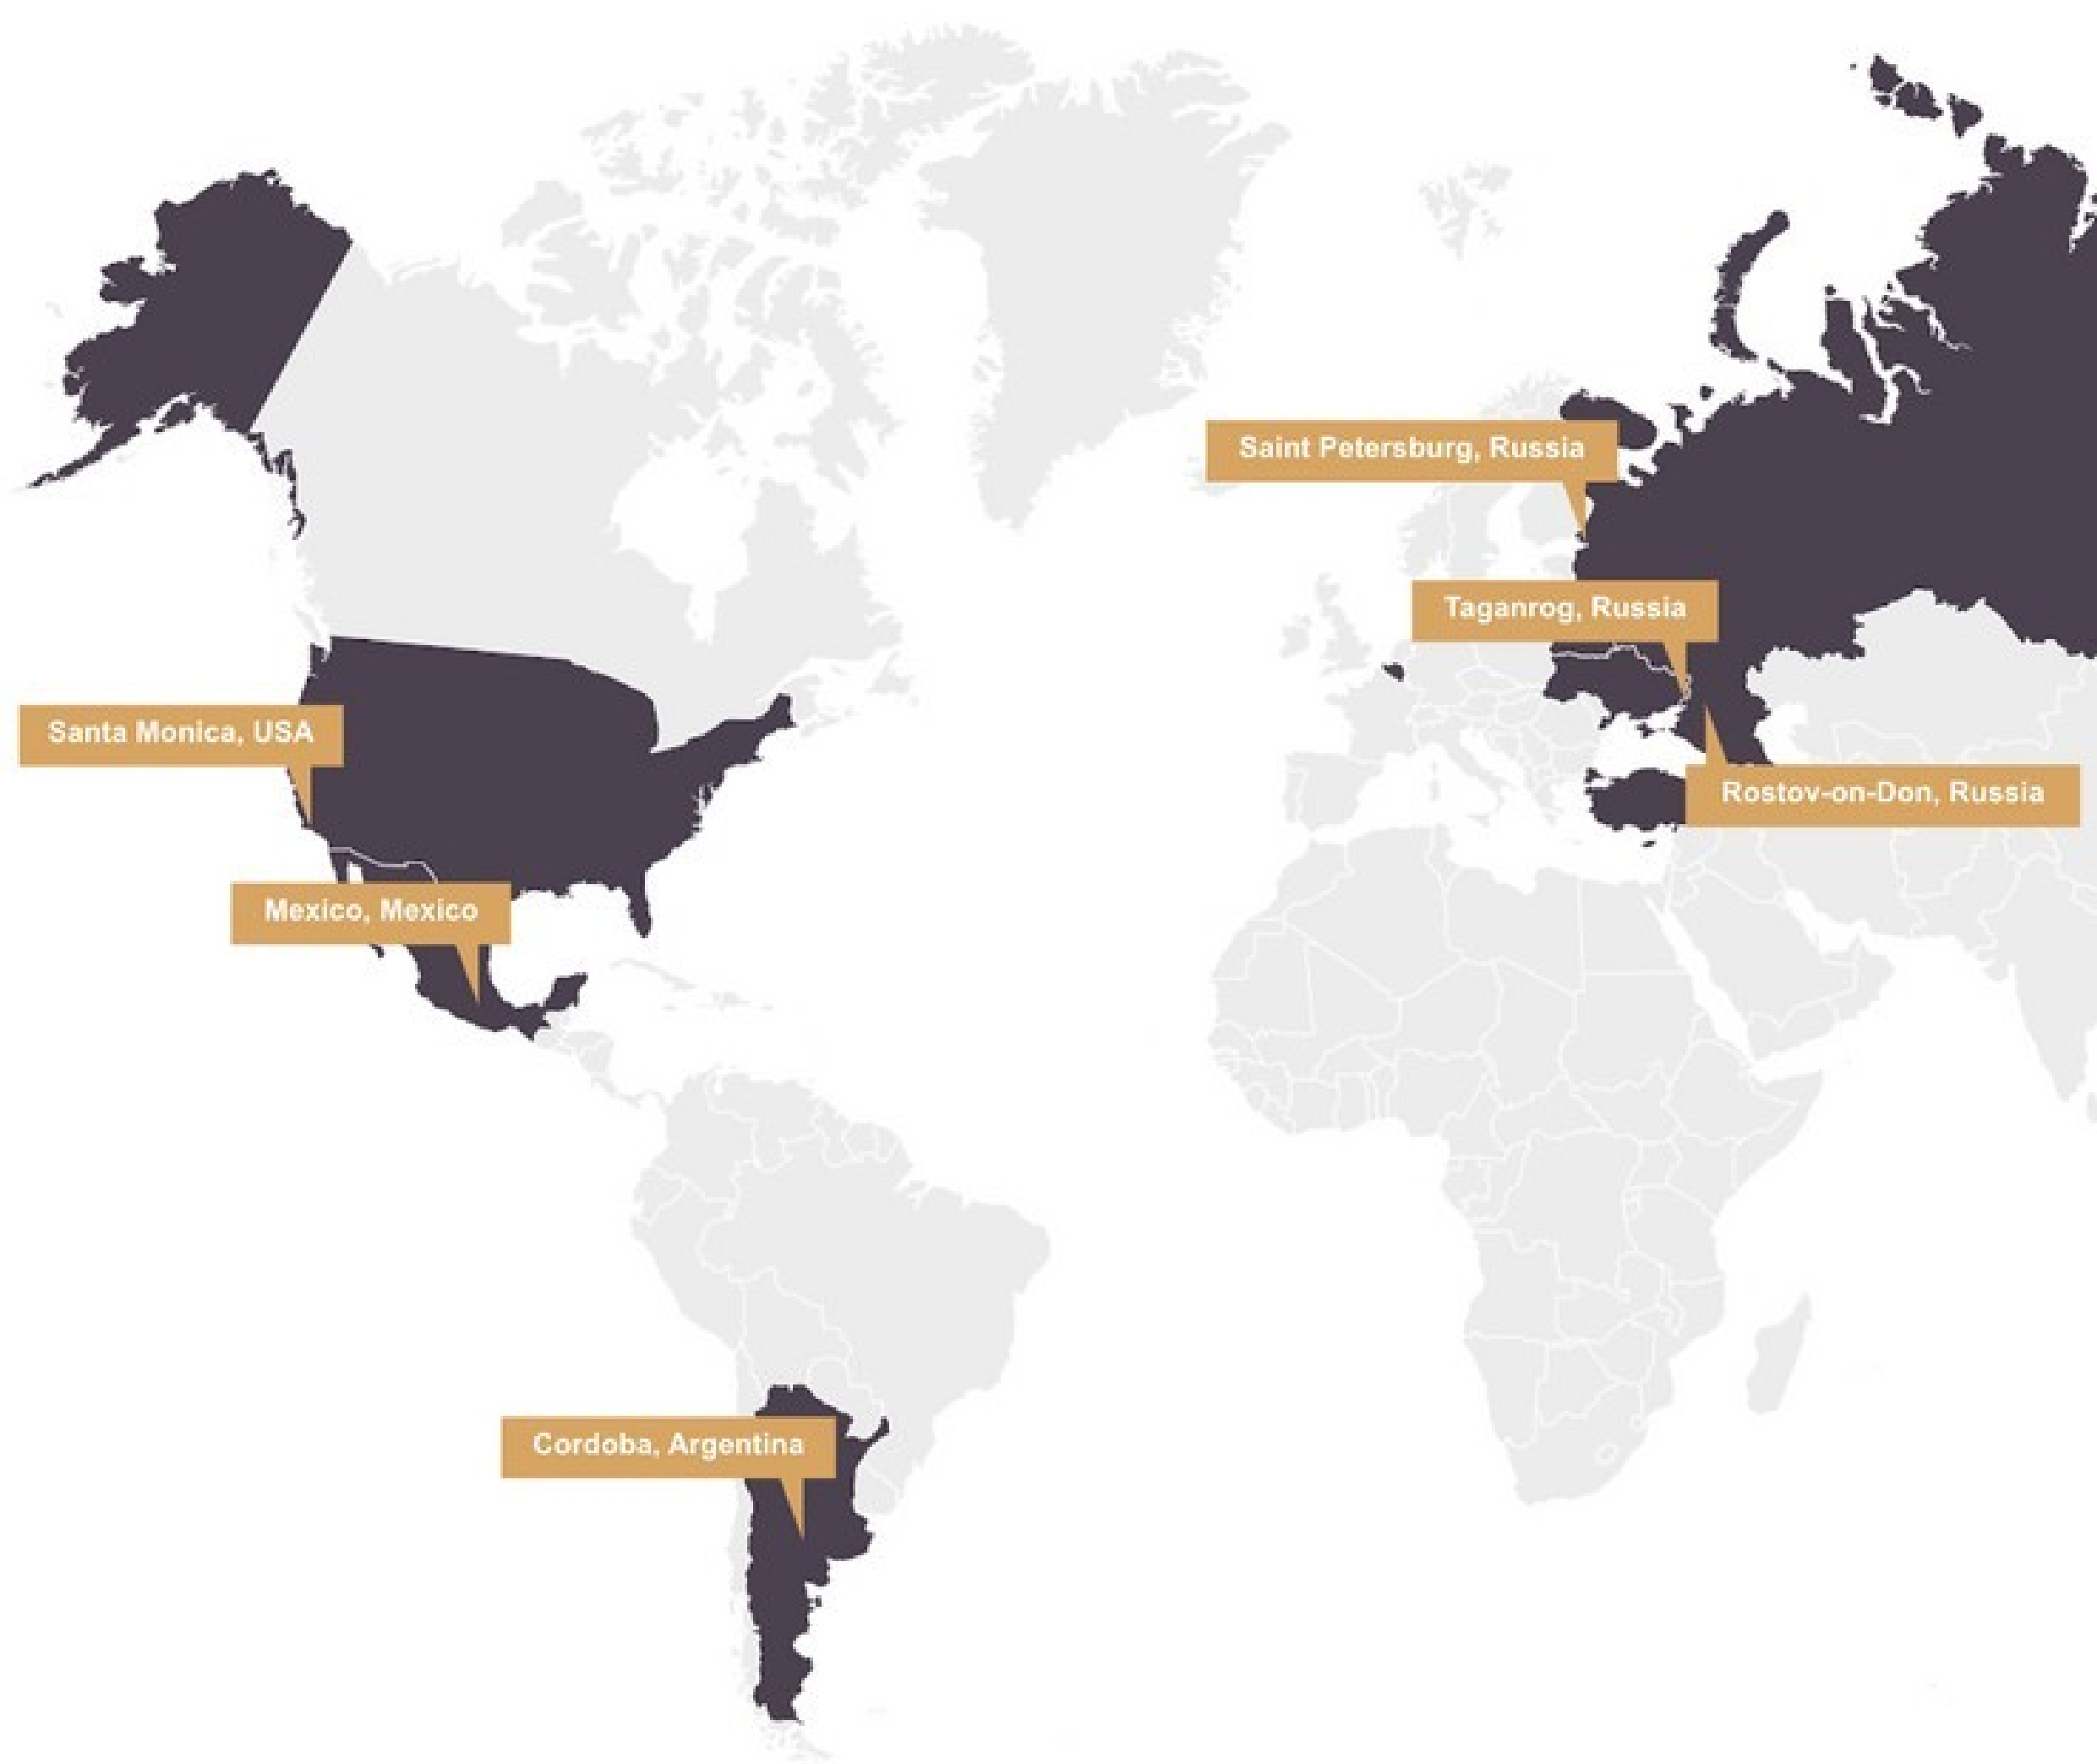 Saint Petersburg, Russia
Taganrog, Russia
Santa Monica, USA
Rostov-on-Don, Russia
Mexico, Mexico
Cordoba, Argentina